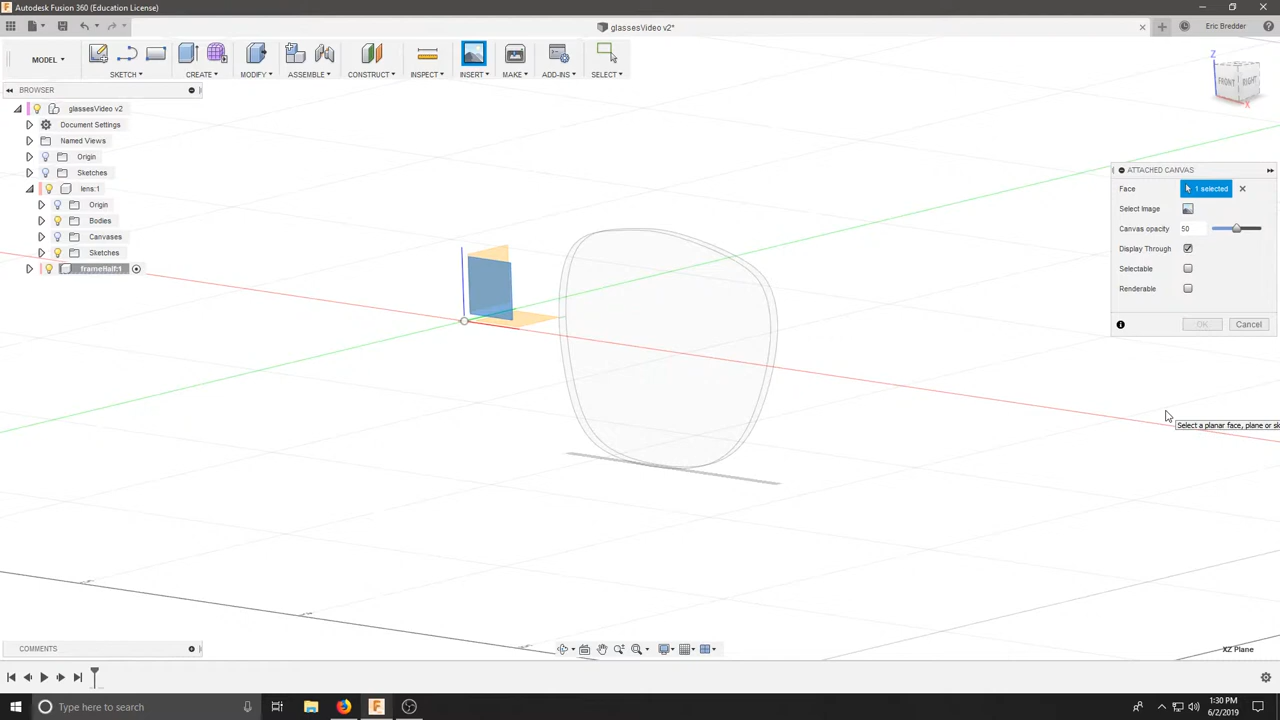 Autodesk Fusion 360 (Education License)
glassesVideo v2*
Eric Bredder
MODEL
SKETCH
CREATE
MODIFY
ASSEMBLE
CONSTRUCT
INSPECT
INSERT
MAKE
ADD-INS
SELECT
BROWSER
glassesVideo v2
Document Settings
Named Views
Origin
Sketches
lens:1
Origin
Bodies
Canvases
Sketches
frameHalf:1
Z
FRONT
RIGHT
X
ATTACHED CANVAS
Face
1 selected
Select Image
Canvas opacity
50
Display Through
Selectable
Renderable
OK
Cancel
Select a planar face, plane or sk
COMMENTS
XZ Plane
Type here to search
1:30 PM
6/2/2019